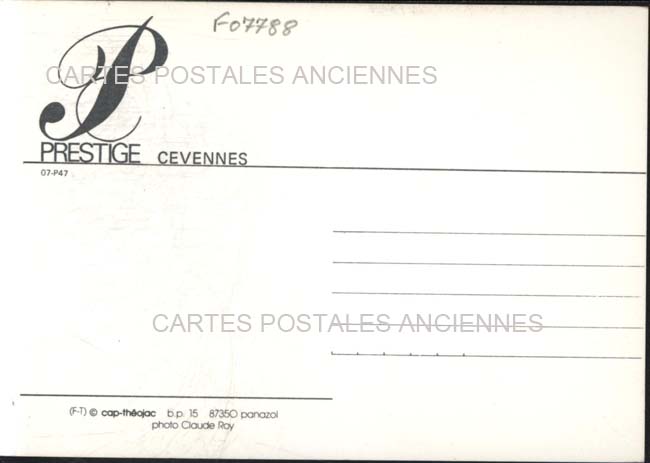 F07788
CARTES POSTALES ANCIENNES
PRESTIGE CEVENNES
07-P47
CARTES POSTALES ANCIENNES
(F-T) © cap-théojac b.p. 15 87350 panazol
photo Claude Roy